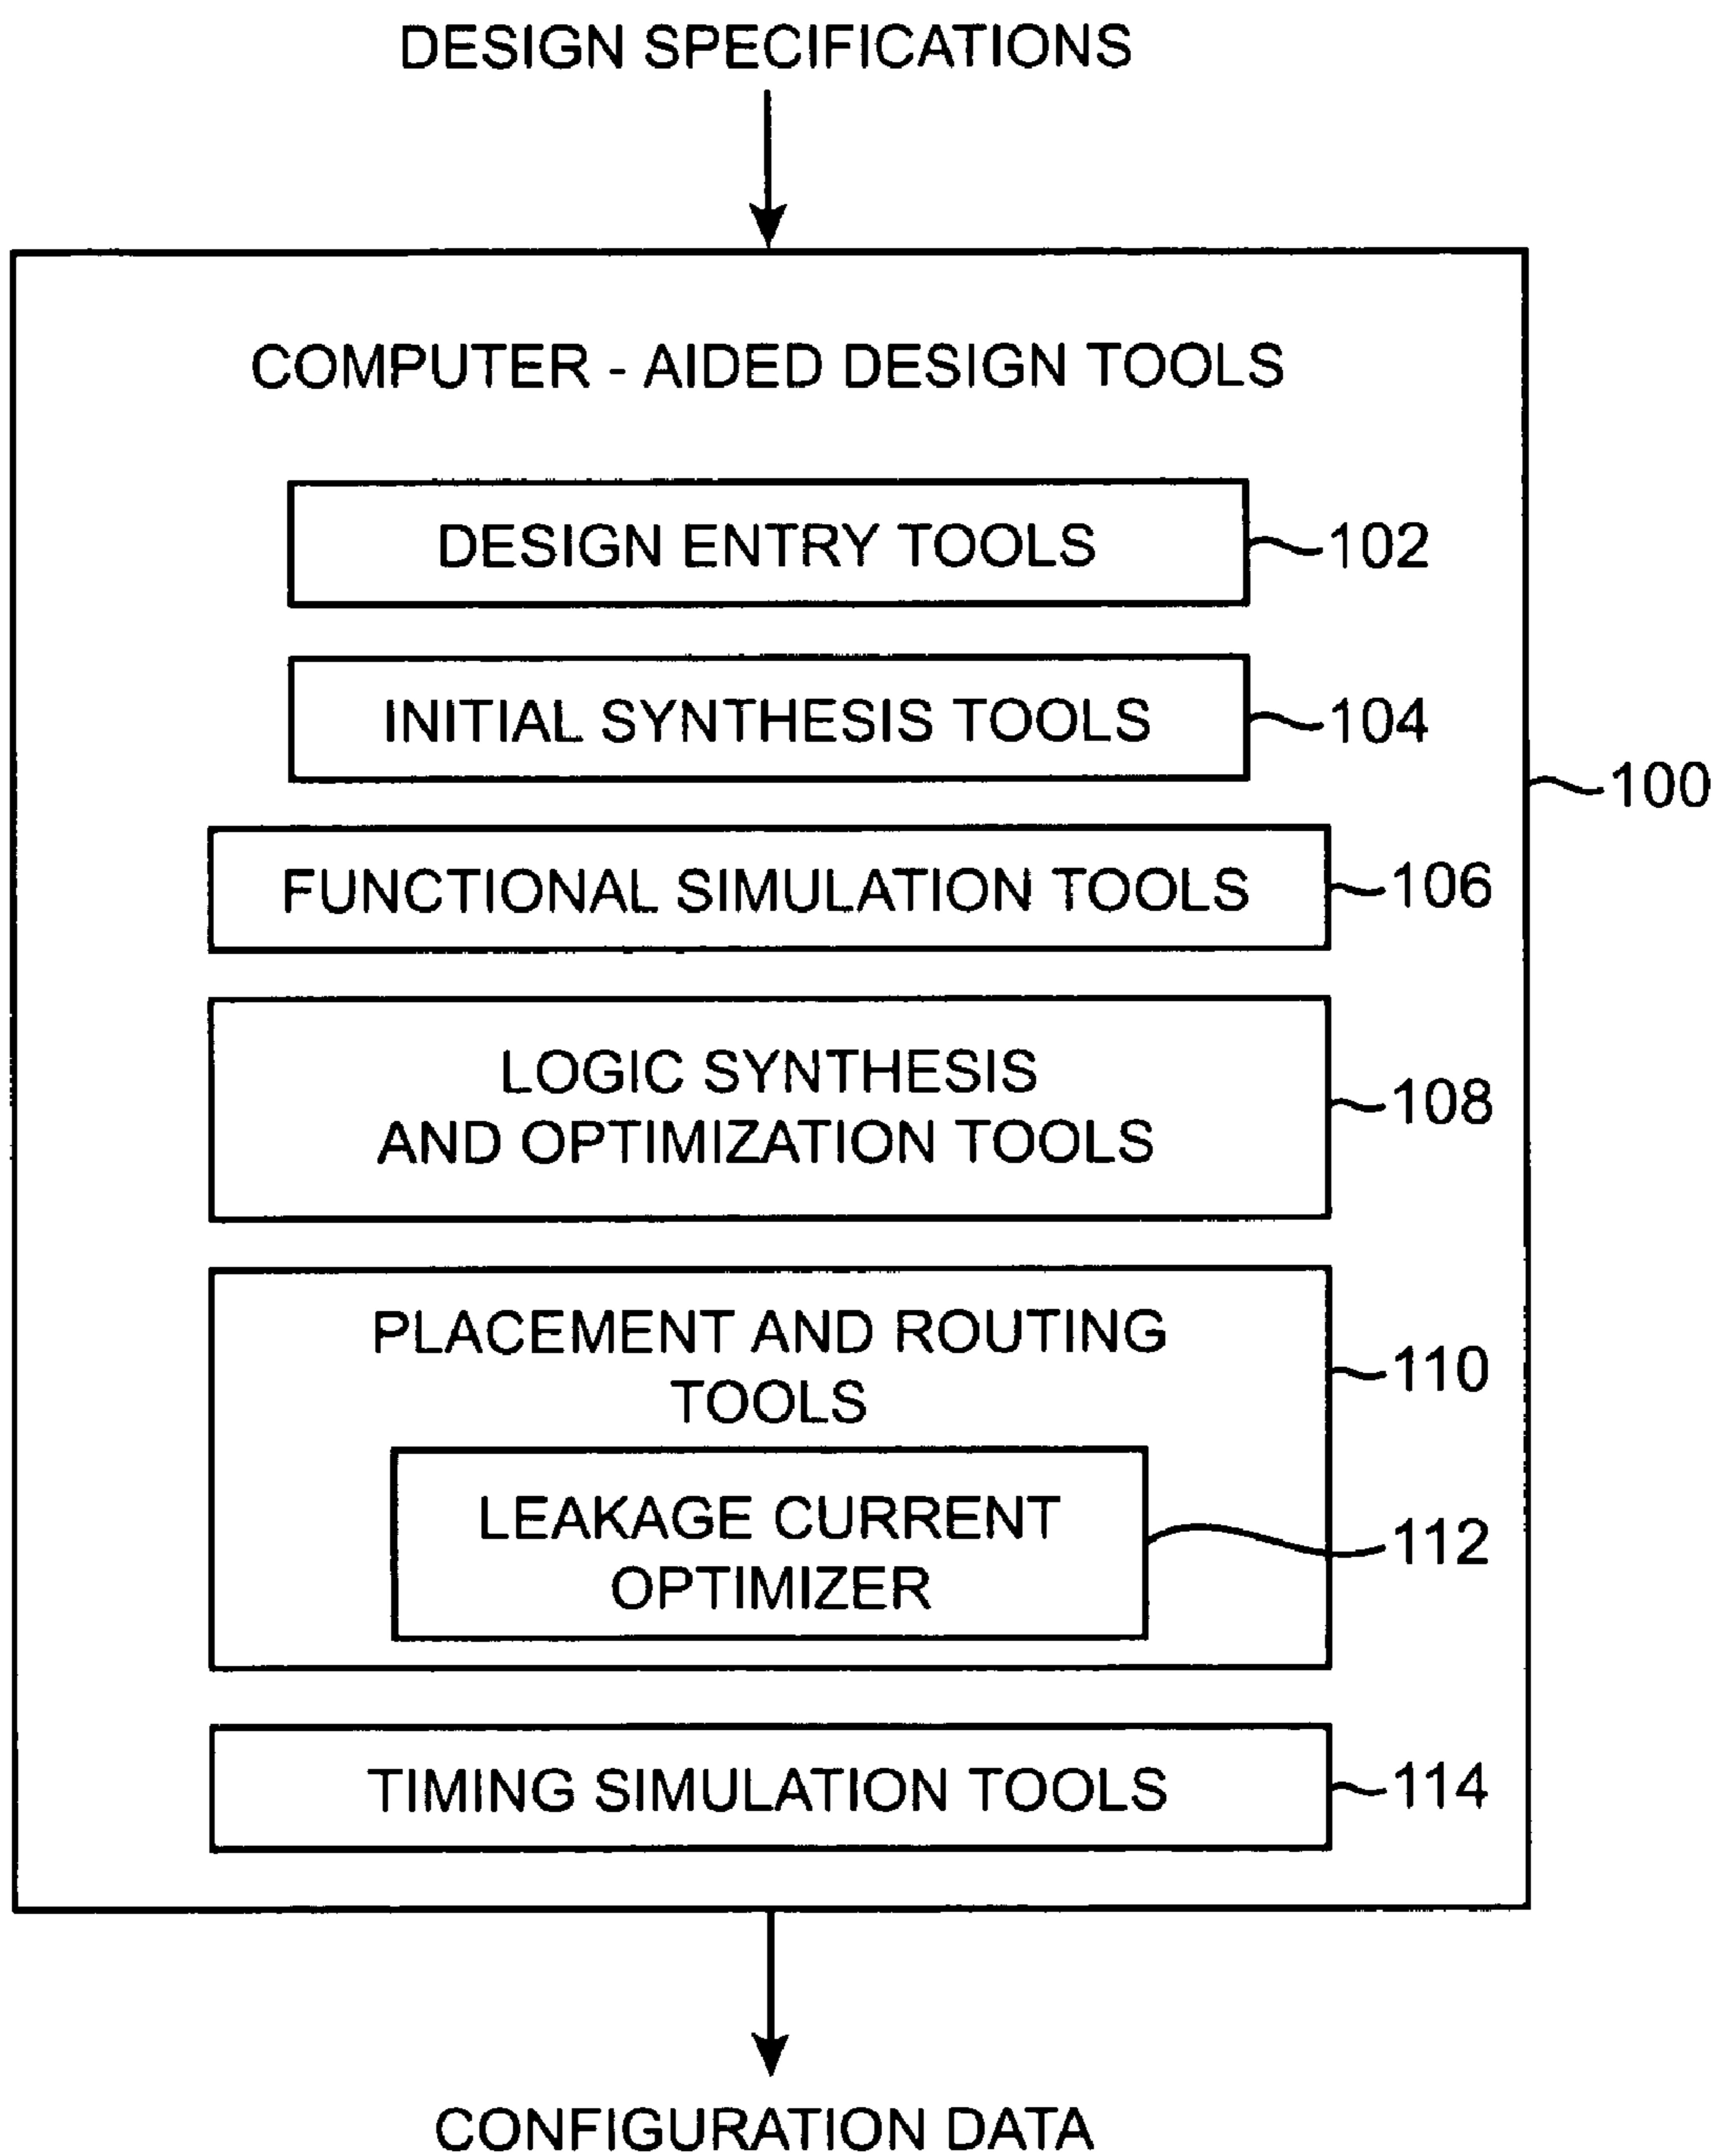 DESIGN SPECIFICATIONS
COMPUTER - AIDED DESIGN TOOLS
DESIGN ENTRY TOOLS
102
INITIAL SYNTHESIS TOOLS
104
100
FUNCTIONAL SIMULATION TOOLS
106
LOGIC SYNTHESIS
AND OPTIMIZATION TOOLS
108
PLACEMENT AND ROUTING
TOOLS
110
LEAKAGE CURRENT
OPTIMIZER
112
TIMING SIMULATION TOOLS
114
CONFIGURATION DATA